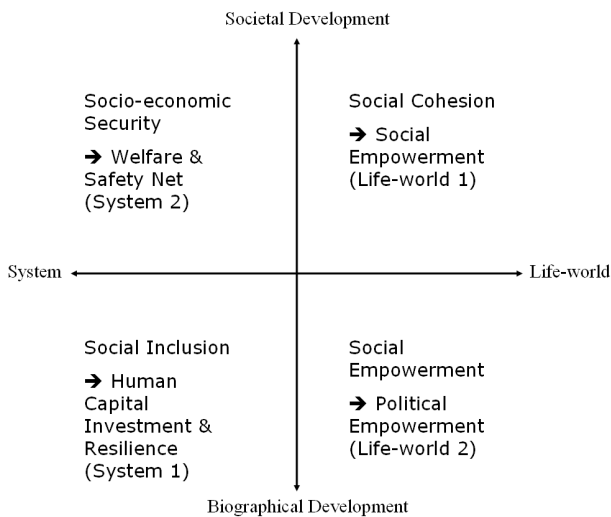 Societal Development
Socio-economic
Security
➔ Welfare &
Safety Net
(System 2)
Social Cohesion
➔ Social
Empowerment
(Life-world 1)
System
Life-world
Social Inclusion
➔ Human
Capital
Investment &
Resilience
(System 1)
Social
Empowerment
➔ Political
Empowerment
(Life-world 2)
Biographical Development